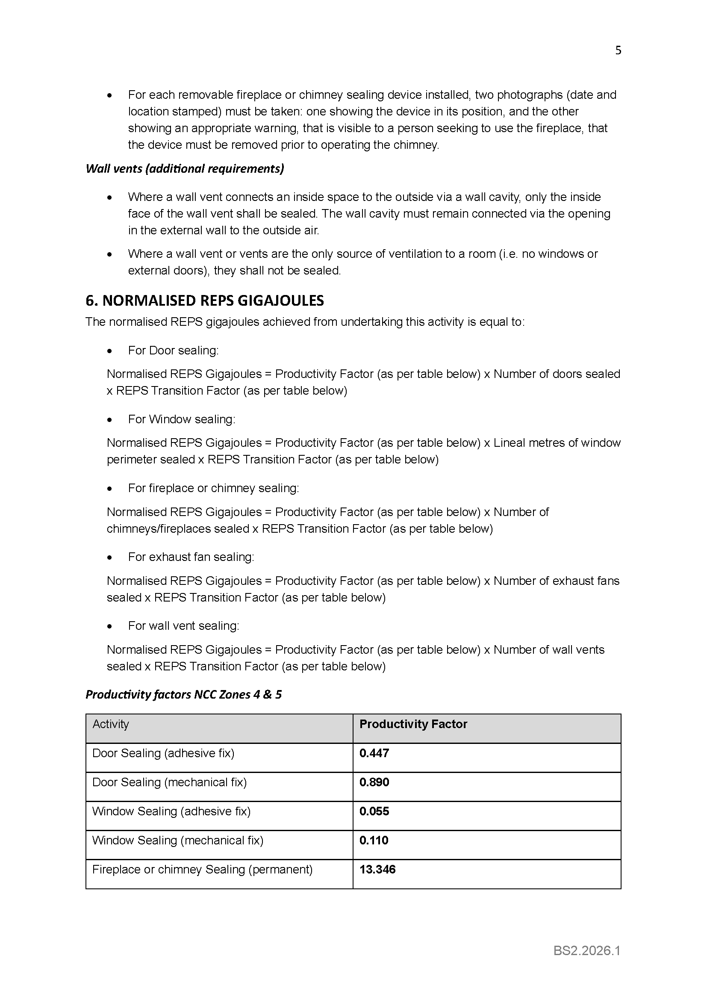 5
• For each removable fireplace or chimney sealing device installed, two photographs (date and
location stamped) must be taken: one showing the device in its position, and the other
showing an appropriate warning, that is visible to a person seeking to use the fireplace, that
the device must be removed prior to operating the chimney.
Wall vents (additional requirements)
• Where a wall vent connects an inside space to the outside via a wall cavity, only the inside
face of the wall vent shall be sealed. The wall cavity must remain connected via the opening
in the external wall to the outside air.
• Where a wall vent or vents are the only source of ventilation to a room (i.e. no windows or
external doors), they shall not be sealed.
6. NORMALISED REPS GIGAJOULES
The normalised REPS gigajoules achieved from undertaking this activity is equal to:
• For Door sealing:
Normalised REPS Gigajoules = Productivity Factor (as per table below) x Number of doors sealed
x REPS Transition Factor (as per table below)
• For Window sealing:
Normalised REPS Gigajoules = Productivity Factor (as per table below) x Lineal metres of window
perimeter sealed x REPS Transition Factor (as per table below)
• For fireplace or chimney sealing:
Normalised REPS Gigajoules = Productivity Factor (as per table below) x Number of
chimneys/fireplaces sealed x REPS Transition Factor (as per table below)
• For exhaust fan sealing:
Normalised REPS Gigajoules = Productivity Factor (as per table below) x Number of exhaust fans
sealed x REPS Transition Factor (as per table below)
• For wall vent sealing:
Normalised REPS Gigajoules = Productivity Factor (as per table below) x Number of wall vents
sealed x REPS Transition Factor (as per table below)
Productivity factors NCC Zones 4 & 5
Activity Productivity Factor
Door Sealing (adhesive fix) 0.447
Door Sealing (mechanical fix) 0.890
Window Sealing (adhesive fix) 0.055
Window Sealing (mechanical fix) 0.110
Fireplace or chimney Sealing (permanent) 13.346
BS2.2026.1